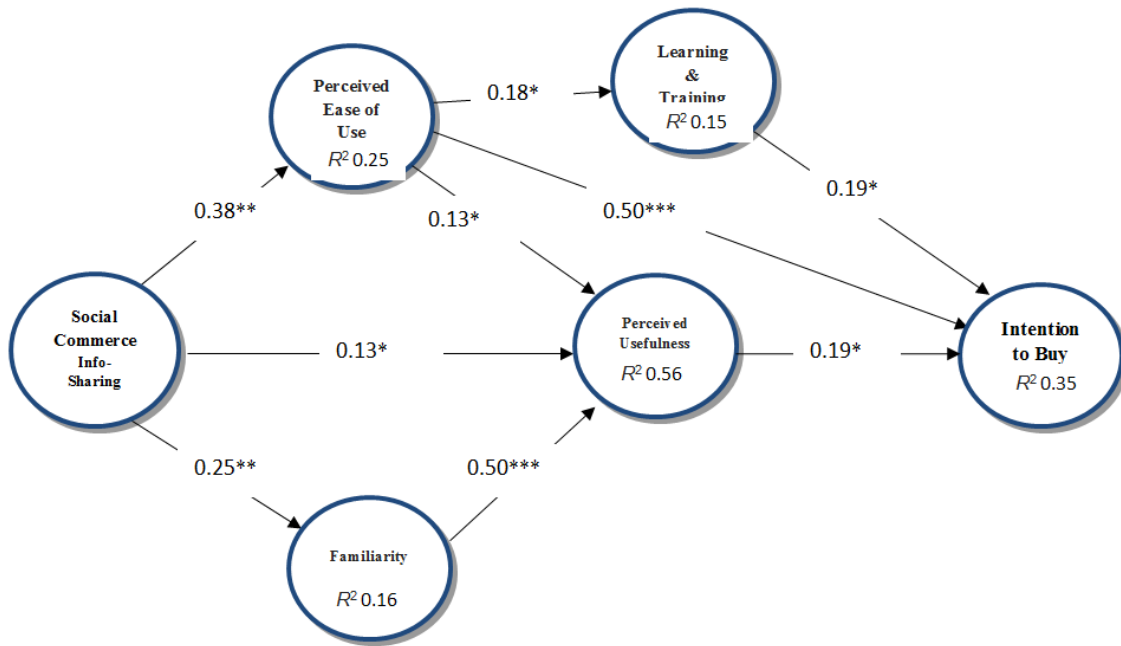 Learning
&
Training
R² 0.15
Perceived
Ease of
Use
R² 0.25
0.18*
0.19*
0.38**
0.13*
0.50***
Social
Commerce
Info-
Sharing
0.13*
Perceived
Usefulness
R² 0.56
0.19*
Intention
to Buy
R² 0.35
0.25**
0.50***
Familiarity
R² 0.16